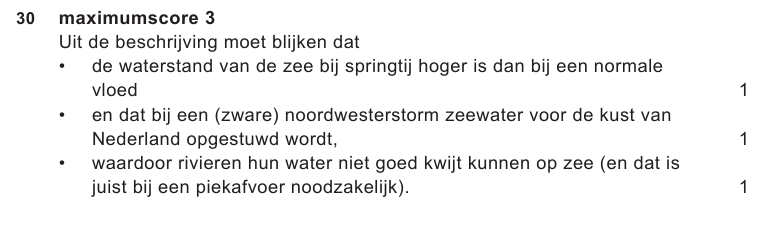 30 maximumscore 3
Uit de beschrijving moet blijken dat
• de waterstand van de zee bij springtij hoger is dan bij een normale
vloed 1
• en dat bij een (zware) noordwesterstorm zeewater voor de kust van
Nederland opgestuwd wordt, 1
• waardoor rivieren hun water niet goed kwijt kunnen op zee (en dat is
juist bij een piekafvoer noodzakelijk). 1